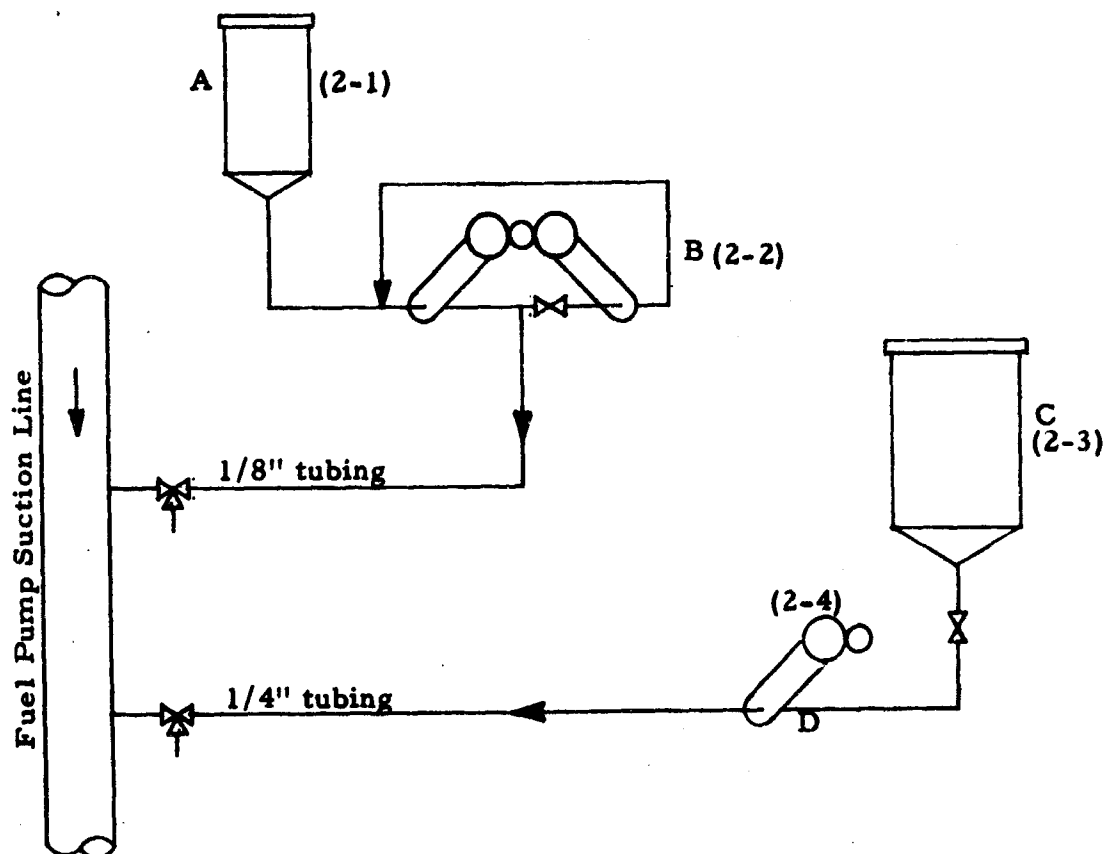 A
(2-1)
B (2-2)
C
(2-3)
1/8" tubing
(2-4)
D
1/4" tubing
Fuel Pump Suction Line